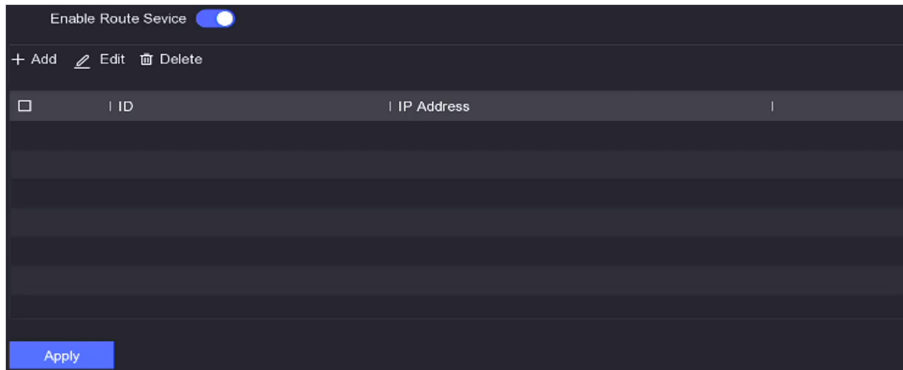 Enable Route Sevice
Add Edit Delete
ID IP Address
Apply